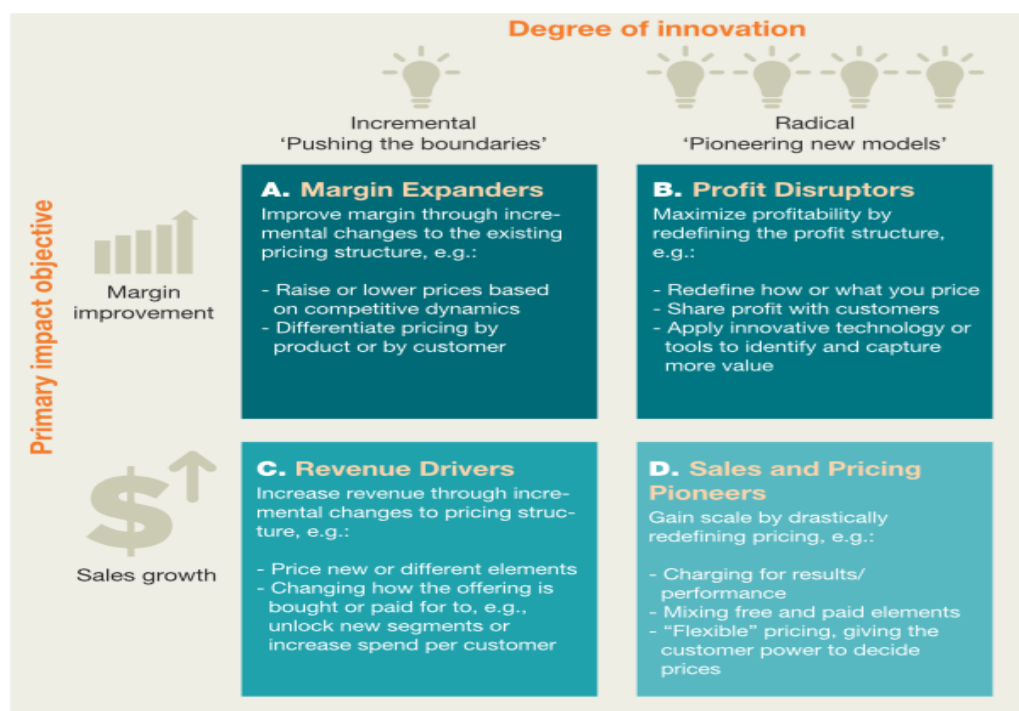 Degree of innovation
Incremental
‘Pushing the boundaries’
Radical
‘Pioneering new models’
Primary impact objective
Margin
improvement
A. Margin Expanders
Improve margin through incre-
mental changes to the existing
pricing structure, e.g.:
- Raise or lower prices based
on competitive dynamics
- Differentiate pricing by
product or by customer
B. Profit Disruptors
Maximize profitability by
redefining the profit structure,
e.g.:
- Redefine how or what you price
- Share profit with customers
- Apply innovative technology or
tools to identify and capture
more value
$
Sales growth
C. Revenue Drivers
Increase revenue through incre-
mental changes to pricing struc-
ture, e.g.:
- Price new or different elements
- Changing how the offering is
bought or paid for to, e.g.,
unlock new segments or
increase spend per customer
D. Sales and Pricing
Pioneers
Gain scale by drastically
redefining pricing, e.g.:
- Charging for results/
performance
- Mixing free and paid elements
- “Flexible” pricing, giving the
customer power to decide
prices